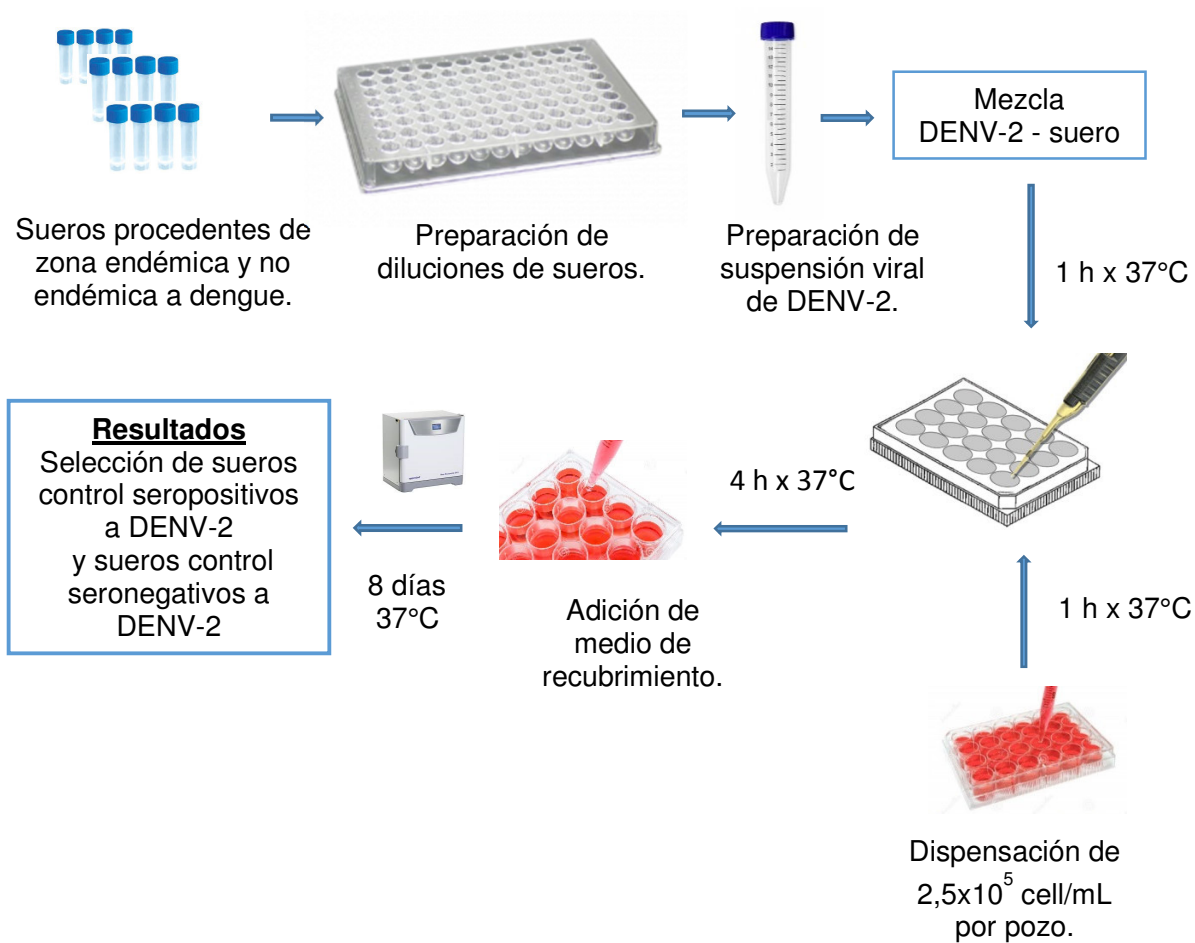 Sueros procedentes de
zona endémica y no
endémica a dengue.
Preparación de
diluciones de sueros.
Preparación de
suspensión viral
de DENV-2.
Mezcla
DENV-2 - suero
1 h x 37°C
Dispensación de
2,5x10⁵ cell/mL
por pozo.
1 h x 37°C
4 h x 37°C
Adición de
medio de
recubrimiento.
8 días
37°C
Resultados
Selección de sueros
control seropositivos
a DENV-2
y sueros control
seronegativos a
DENV-2